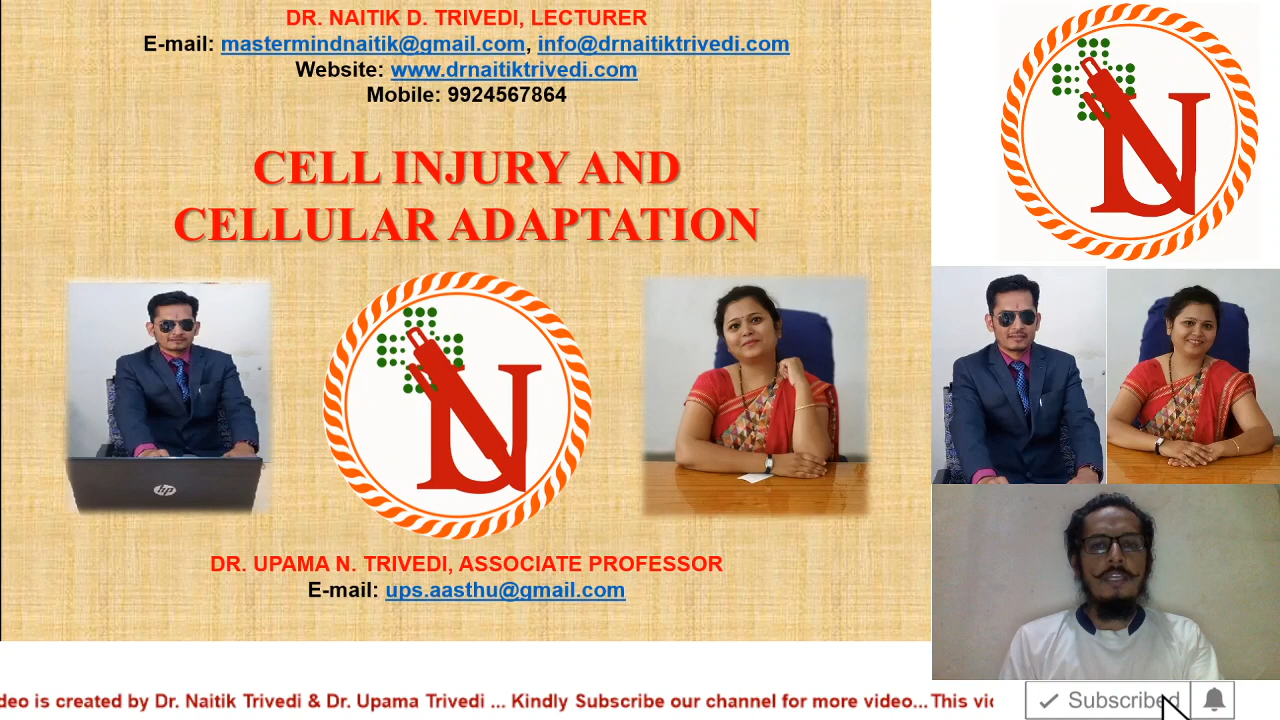 DR. NAITIK D. TRIVEDI, LECTURER
E-mail: mastermindnaitik@gmail.com, info@drnaitiktrivedi.com
Website: www.drnaitiktrivedi.com
Mobile: 9924567864
CELL INJURY AND
CELLULAR ADAPTATION
N
N
hp
DR. UPAMA N. TRIVEDI, ASSOCIATE PROFESSOR
E-mail: ups.aasthu@gmail.com
deo is created by Dr. Naitik Trivedi & Dr. Upama Trivedi ... Kindly Subscribe our channel for more video... This vic
Subscribed